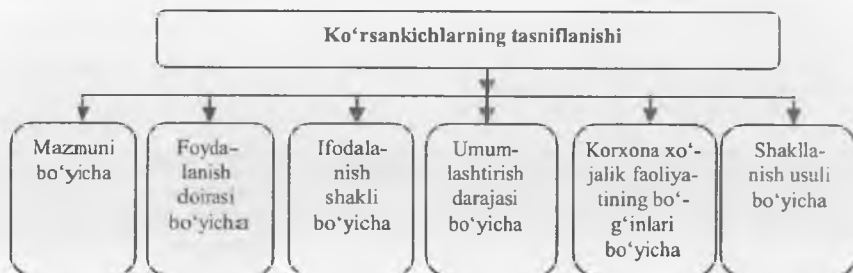 Ko‘rsankichlarning tasniflanishi
Mazmuni
bo‘yicha
Foyda-
lanish
doirasi
bo‘yicha
Ifodala-
nish
shakli
bo‘yicha
Umum-
lashtirish
darajasi
bo‘yicha
Korxona xo‘-
jalik faoliya-
tining bo‘-
g‘inlari
bo‘yicha
Shaklla-
nish usuli
bo‘yicha